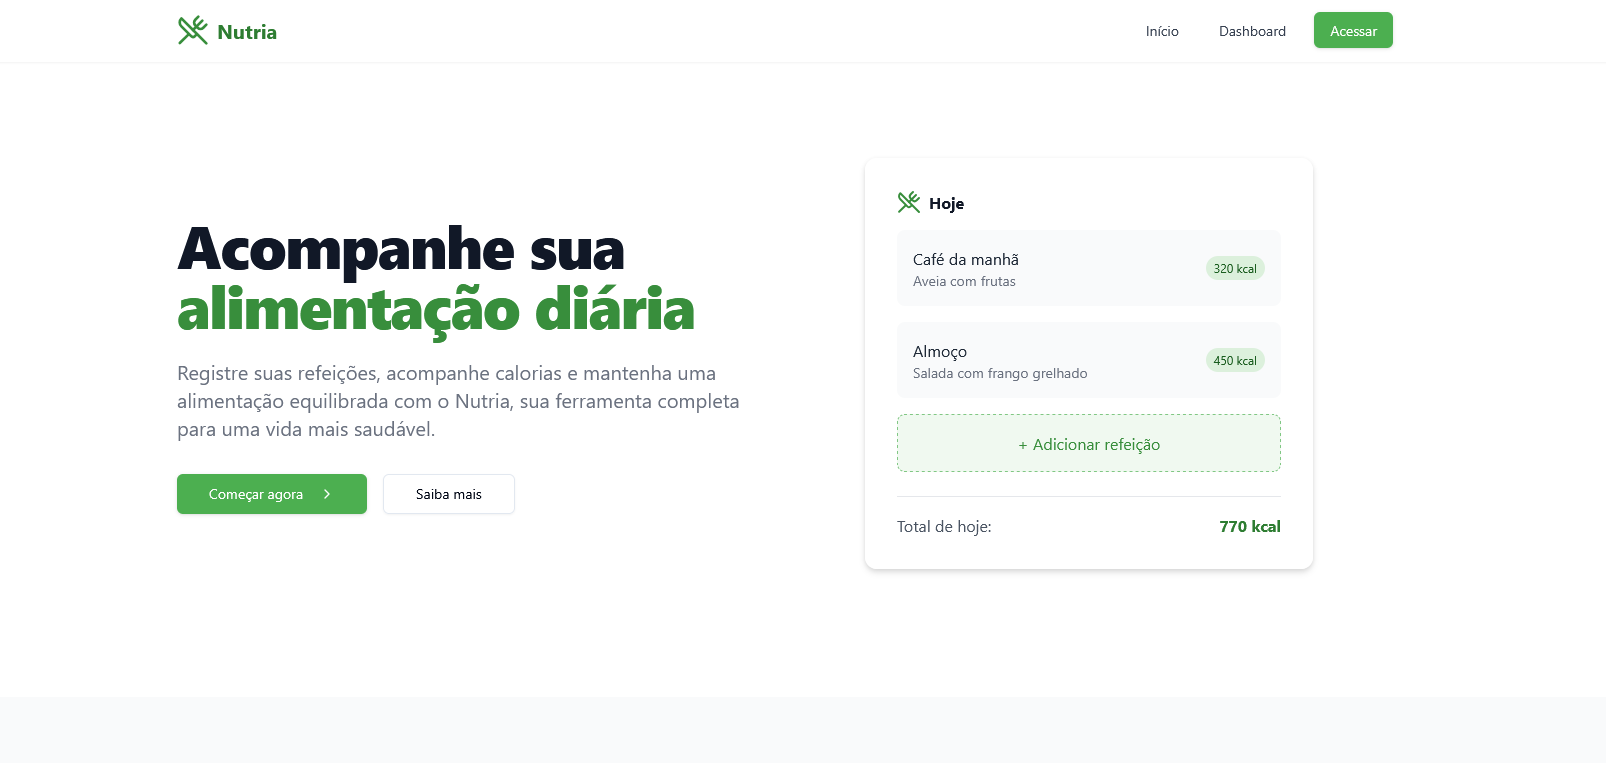 Nutria
Início
Dashboard
Acessar
Acompanhe sua
alimentação diária
Registre suas refeições, acompanhe calorias e mantenha uma
alimentação equilibrada com o Nutria, sua ferramenta completa
para uma vida mais saudável.
Começar agora
Saiba mais
Hoje
Café da manhã
Aveia com frutas
320 kcal
Almoço
Salada com frango grelhado
450 kcal
+ Adicionar refeição
Total de hoje:
770 kcal